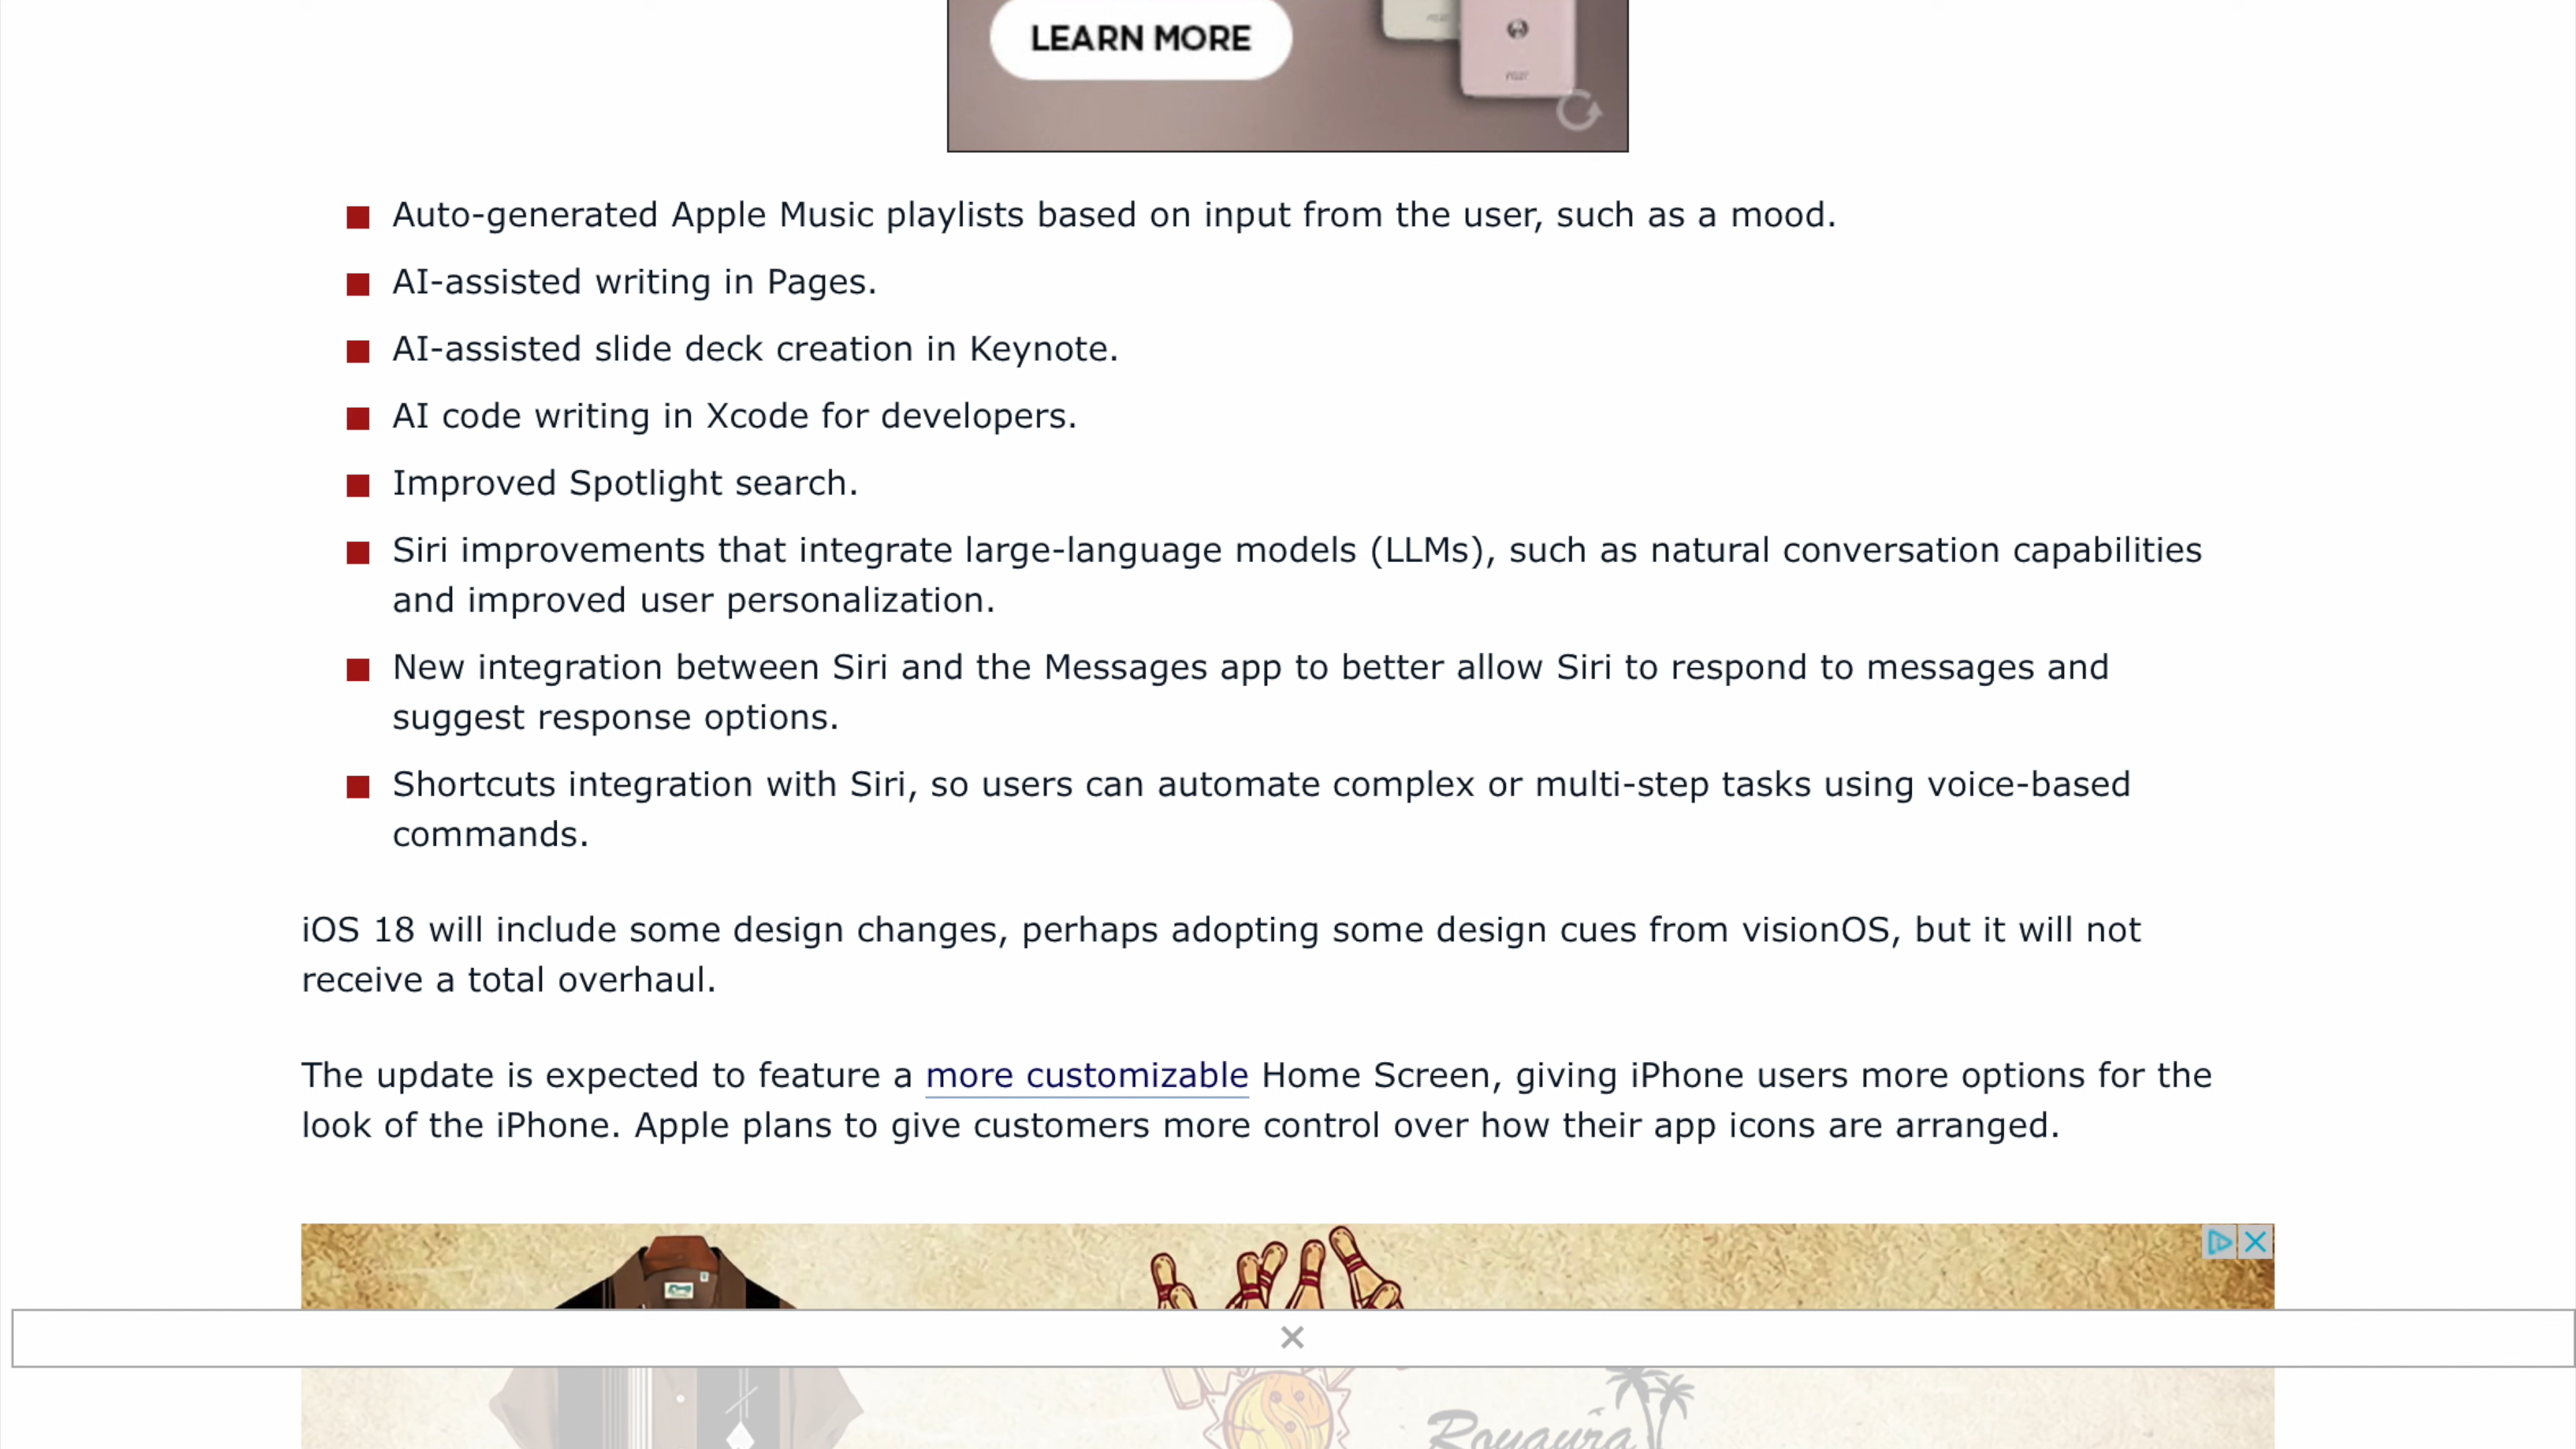 LEARN MORE
Auto-generated Apple Music playlists based on input from the user, such as a mood.
AI-assisted writing in Pages.
AI-assisted slide deck creation in Keynote.
AI code writing in Xcode for developers.
Improved Spotlight search.
Siri improvements that integrate large-language models (LLMs), such as natural conversation capabilities
and improved user personalization.
New integration between Siri and the Messages app to better allow Siri to respond to messages and
suggest response options.
Shortcuts integration with Siri, so users can automate complex or multi-step tasks using voice-based
commands.
iOS 18 will include some design changes, perhaps adopting some design cues from visionOS, but it will not
receive a total overhaul.
The update is expected to feature a more customizable Home Screen, giving iPhone users more options for the
look of the iPhone. Apple plans to give customers more control over how their app icons are arranged.